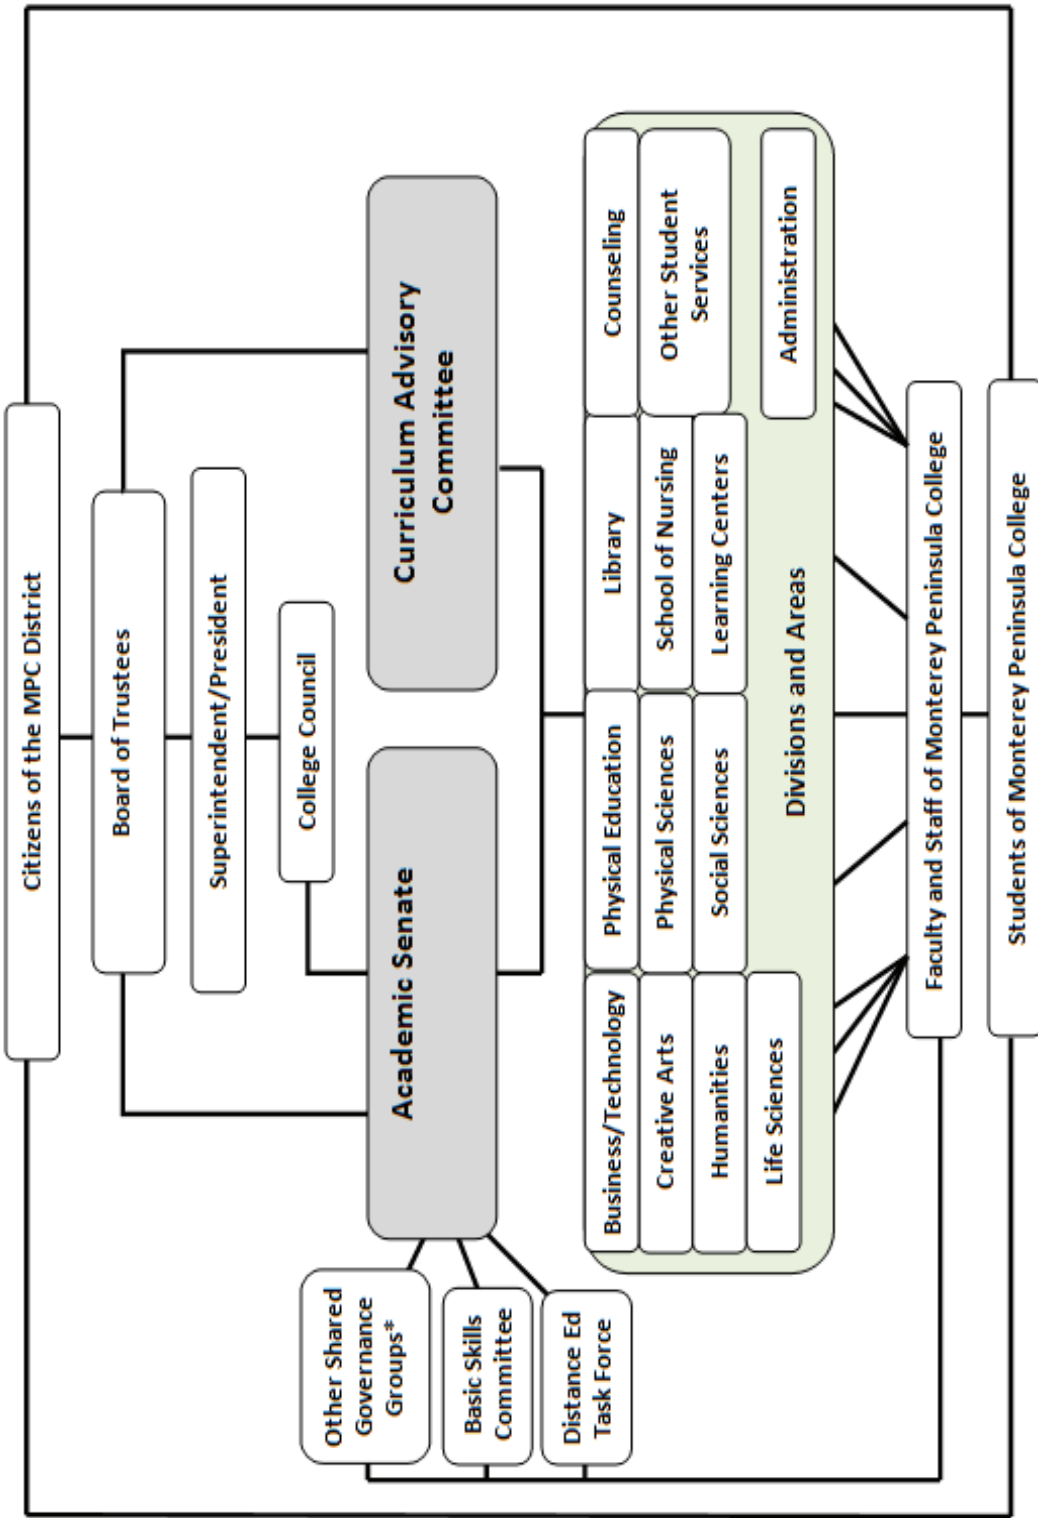 Citizens of the MPC District
Board of Trustees
Superintendent/President
College Council
Academic Senate
Curriculum Advisory
Committee
Other Shared
Governance
Groups*
Basic Skills
Committee
Distance Ed
Task Force
Business/Technology
Creative Arts
Humanities
Life Sciences
Physical Education
Physical Sciences
Social Sciences
Library
School of Nursing
Learning Centers
Counseling
Other Student
Services
Administration
Divisions and Areas
Faculty and Staff of Monterey Peninsula College
Students of Monterey Peninsula College